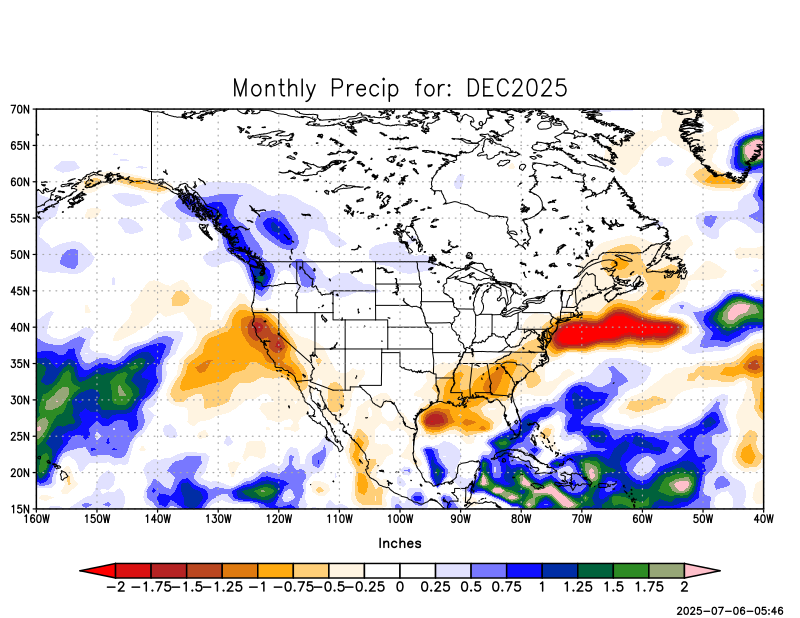 Monthly Precip for: DEC2025
70N
65N
60N
55N
50N
45N
40N
35N
30N
25N
20N
15N
160W 150W 140W 130W 120W 110W 100W 90W 80W 70W 60W 50W 40W
Inches
-2 -1.75 -1.5 -1.25 -1 -0.75 -0.5 -0.25 0 0.25 0.5 0.75 1 1.25 1.5 1.75 2
2025-07-06-05:46